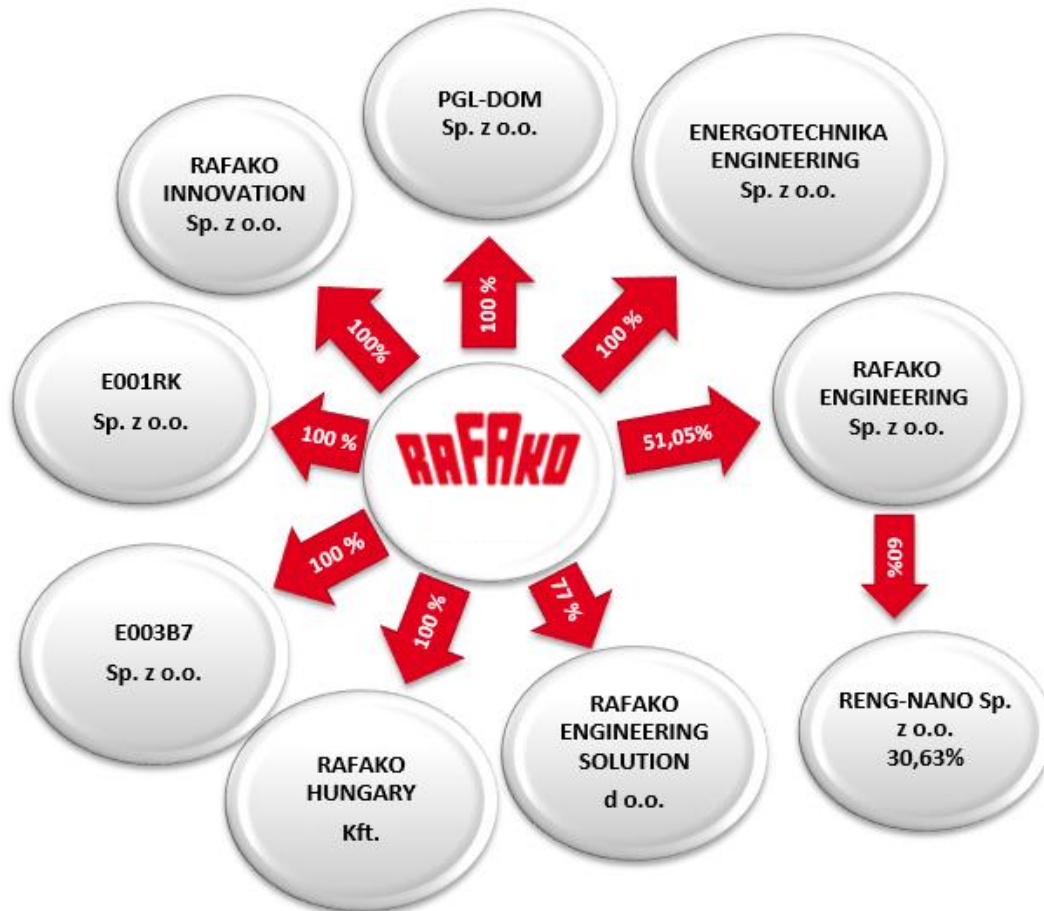 PGL-DOM
Sp. z o.o.
ENERGOTECHNIKA
ENGINEERING
Sp. z o.o.
RAFAKO
INNOVATION
Sp. z o.o.
100 %
100%
100 %
E001RK
Sp. z o.o.
100 %
RAFAKO
51,05%
RAFAKO
ENGINEERING
Sp. z o.o.
100 %
100 %
77 %
60%
E003B7
Sp. z o.o.
RAFAKO
HUNGARY
Kft.
RAFAKO
ENGINEERING
SOLUTION
d o.o.
RENG-NANO Sp.
z o.o.
30,63%